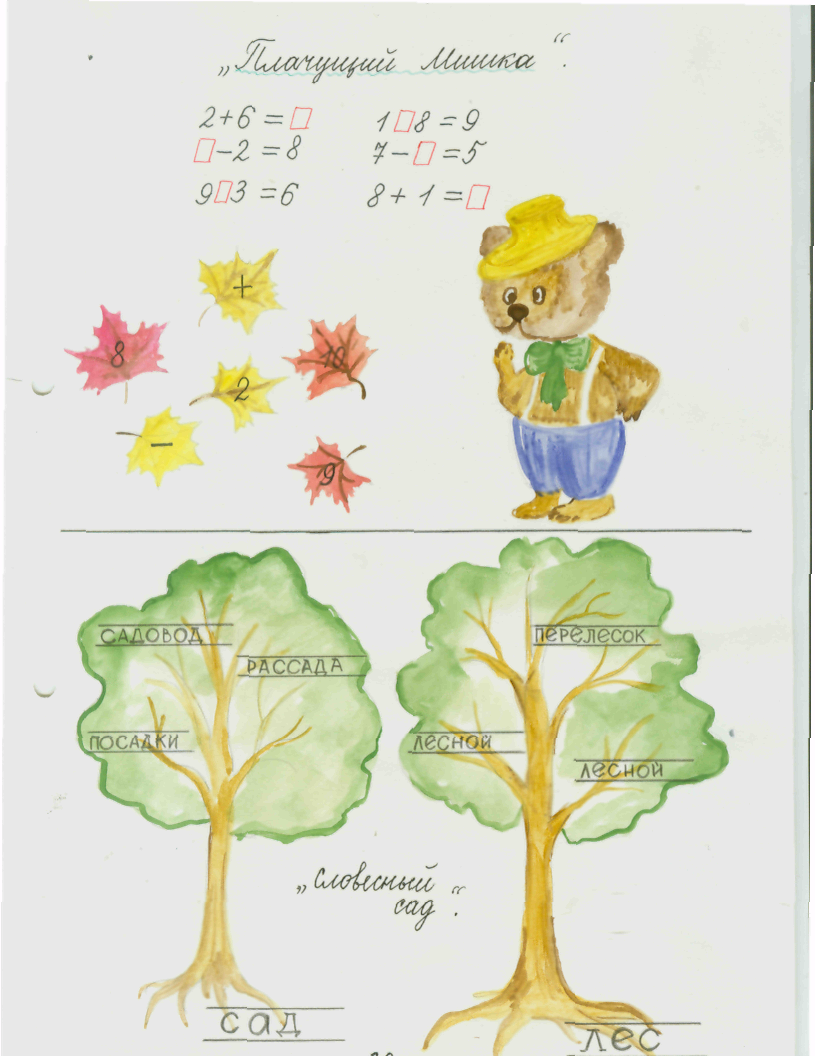 „Плачущий Мишка“.
2+6=□ 1□8=9
□-2=8 7-□=5
9□3=6 8+1=□
+
8
10
2
-
9
САДОВОД
ПЕРЕЛЕСОК
РАССАДА
ПОСАДКИ
ЛЕСНОЙ
ЛЕСНОЙ
„Словесный
сад“.
сад
лес